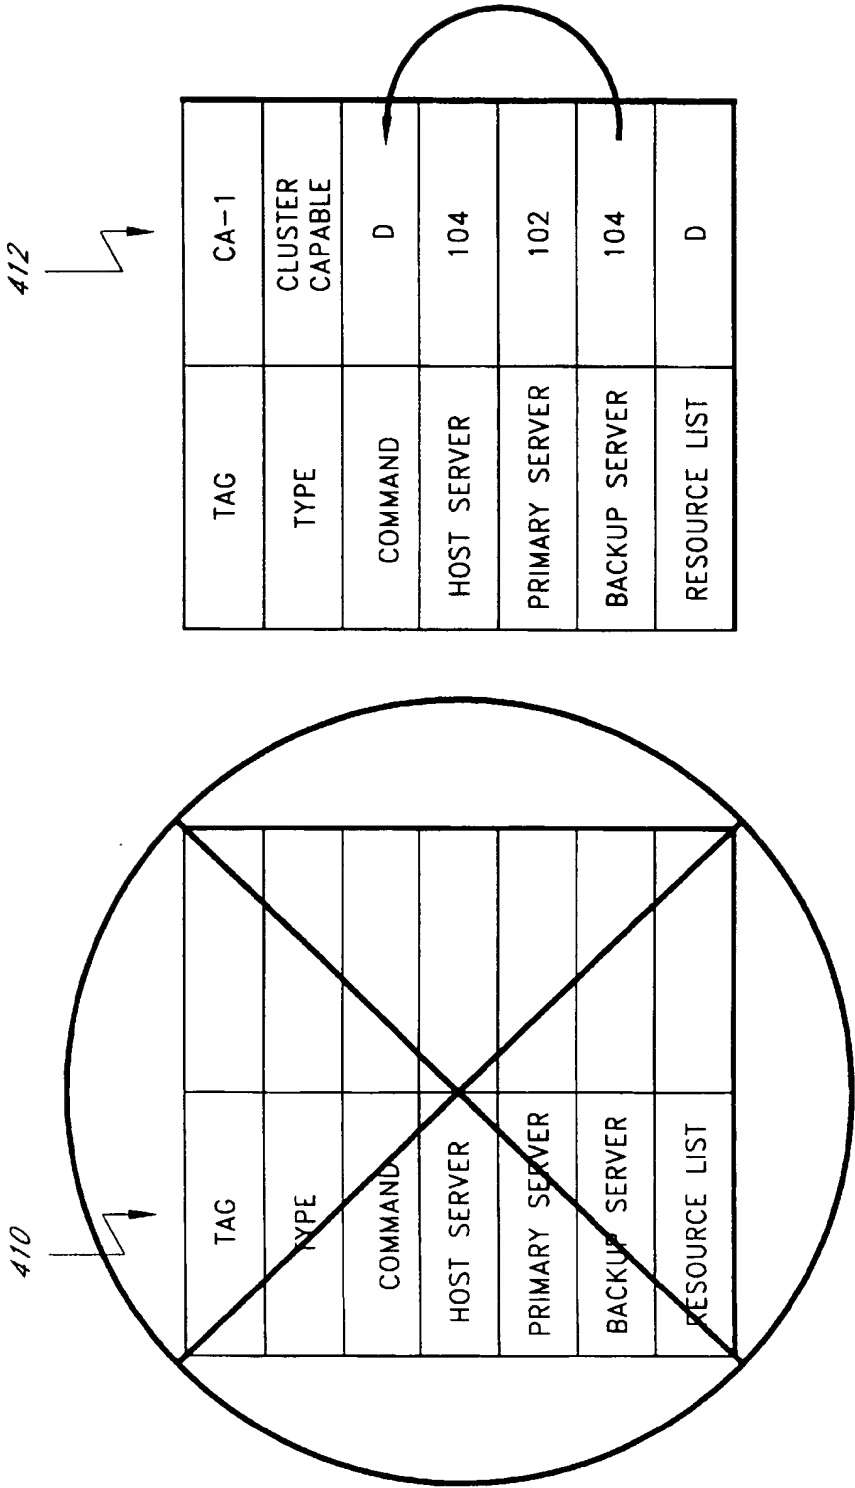 410
TAG
TYPE
COMMAND
HOST SERVER
PRIMARY SERVER
BACKUP SERVER
RESOURCE LIST
412
TAG CA-1
TYPE CLUSTER
CAPABLE
COMMAND D
HOST SERVER 104
PRIMARY SERVER 102
BACKUP SERVER 104
RESOURCE LIST D